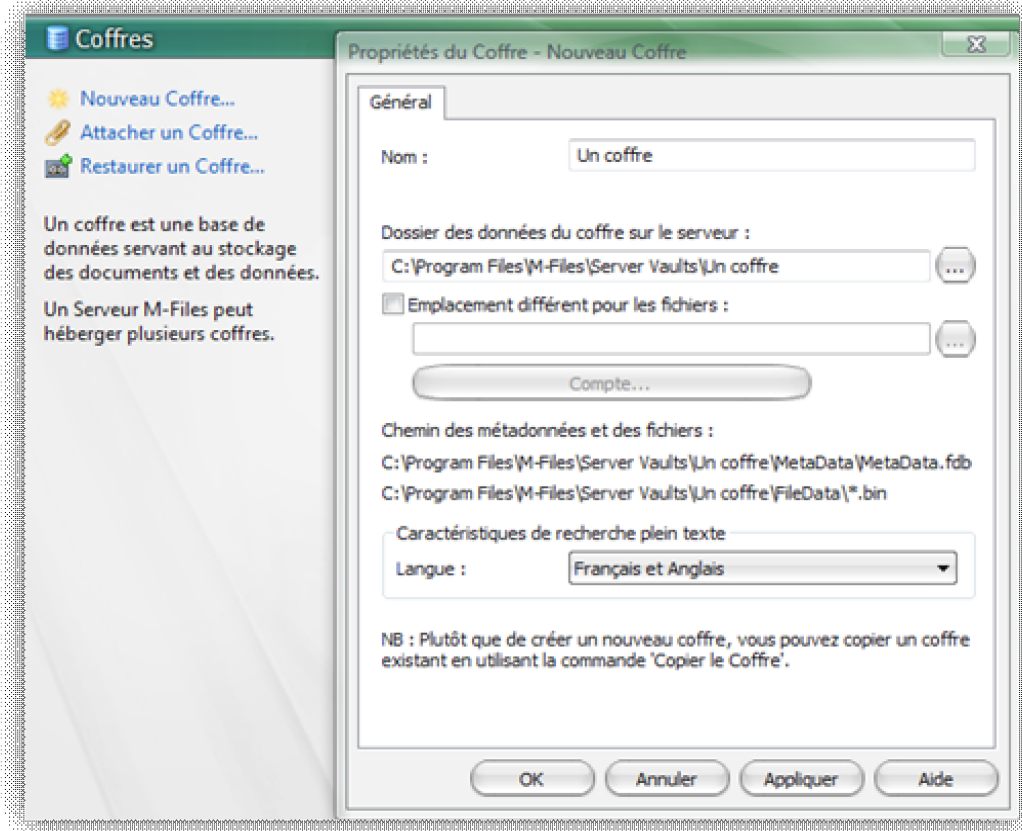 Coffres
Nouveau Coffre...
Attacher un Coffre...
Restaurer un Coffre...
Un coffre est une base de
données servant au stockage
des documents et des données.
Un Serveur M-Files peut
héberger plusieurs coffres.
Propriétés du Coffre - Nouveau Coffre
Général
Nom :
Un coffre
Dossier des données du coffre sur le serveur :
C:\Program Files\M-Files\Server Vaults\Un coffre
...
Emplacement différent pour les fichiers :
...
Compte...
Chemin des métadonnées et des fichiers :
C:\Program Files\M-Files\Server Vaults\Un coffre\MetaData\MetaData.fdb
C:\Program Files\M-Files\Server Vaults\Un coffre\FileData\*.bin
Caractéristiques de recherche plein texte
Langue :
Français et Anglais
NB : Plutôt que de créer un nouveau coffre, vous pouvez copier un coffre
existant en utilisant la commande 'Copier le Coffre'.
OK
Annuler
Appliquer
Aide